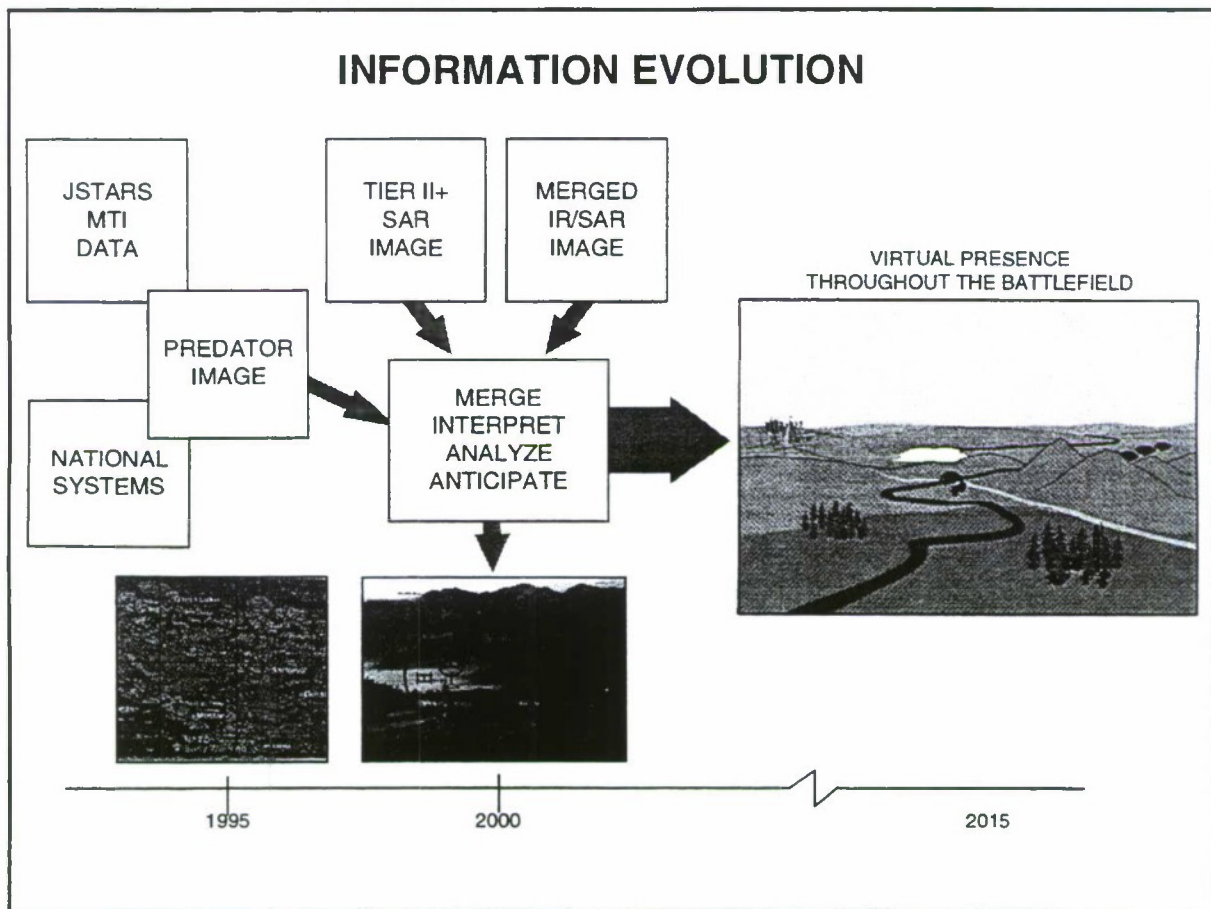 INFORMATION EVOLUTION
JSTARS
MTI
DATA
PREDATOR
IMAGE
NATIONAL
SYSTEMS
TIER II+
SAR
IMAGE
MERGED
IR/SAR
IMAGE
MERGE
INTERPRET
ANALYZE
ANTICIPATE
VIRTUAL PRESENCE
THROUGHOUT THE BATTLEFIELD
1995
2000
2015